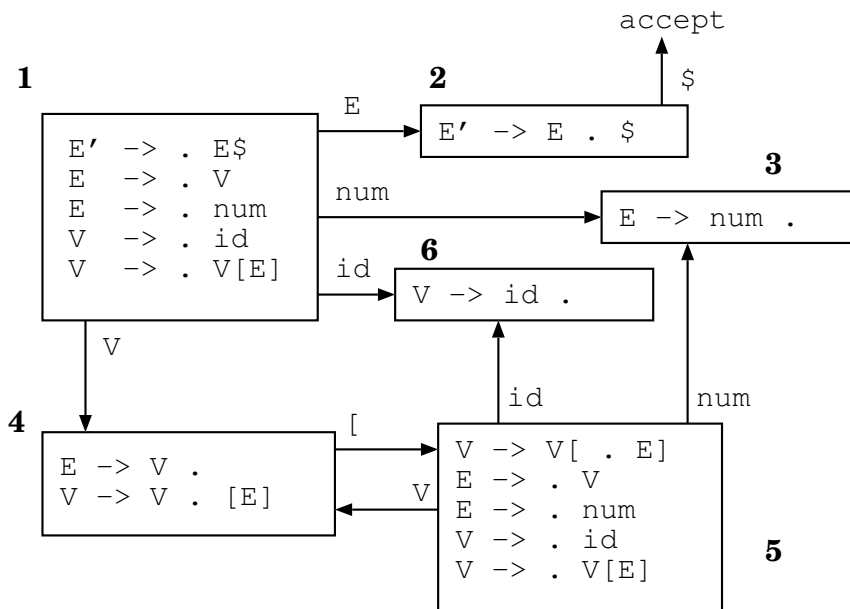 accept
1
2
$
E
E' -> E . $
E' -> . E$
E -> . V
E -> . num
V -> . id
V -> . V[E]
3
num
E -> num .
6
id
V -> id .
V
id
num
4
[
E -> V .
V -> V . [E]
V
V -> V[ . E]
E -> . V
E -> . num
V -> . id
V -> . V[E]
5